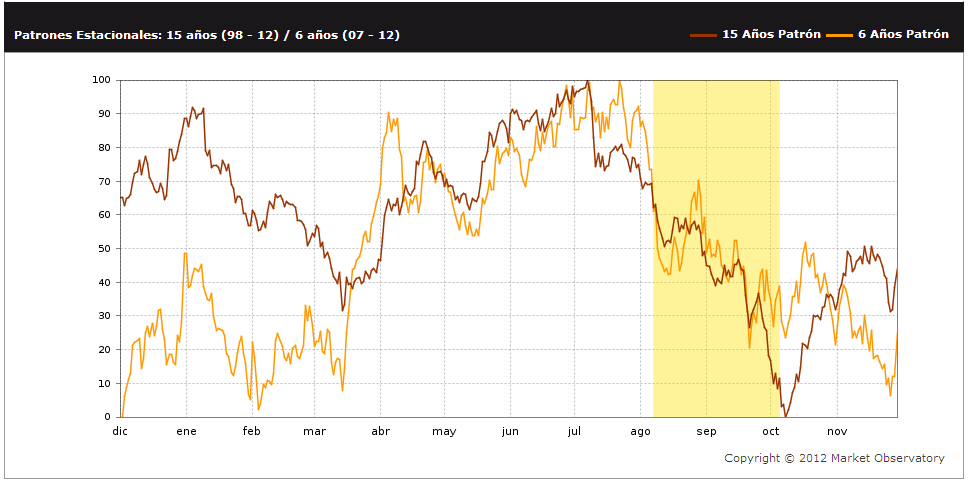 Patrones Estacionales: 15 años (98 - 12) / 6 años (07 - 12)
15 Años Patrón
6 Años Patrón
100
90
80
70
60
50
40
30
20
10
0
dic ene feb mar abr may jun jul ago sep oct nov
Copyright © 2012 Market Observatory